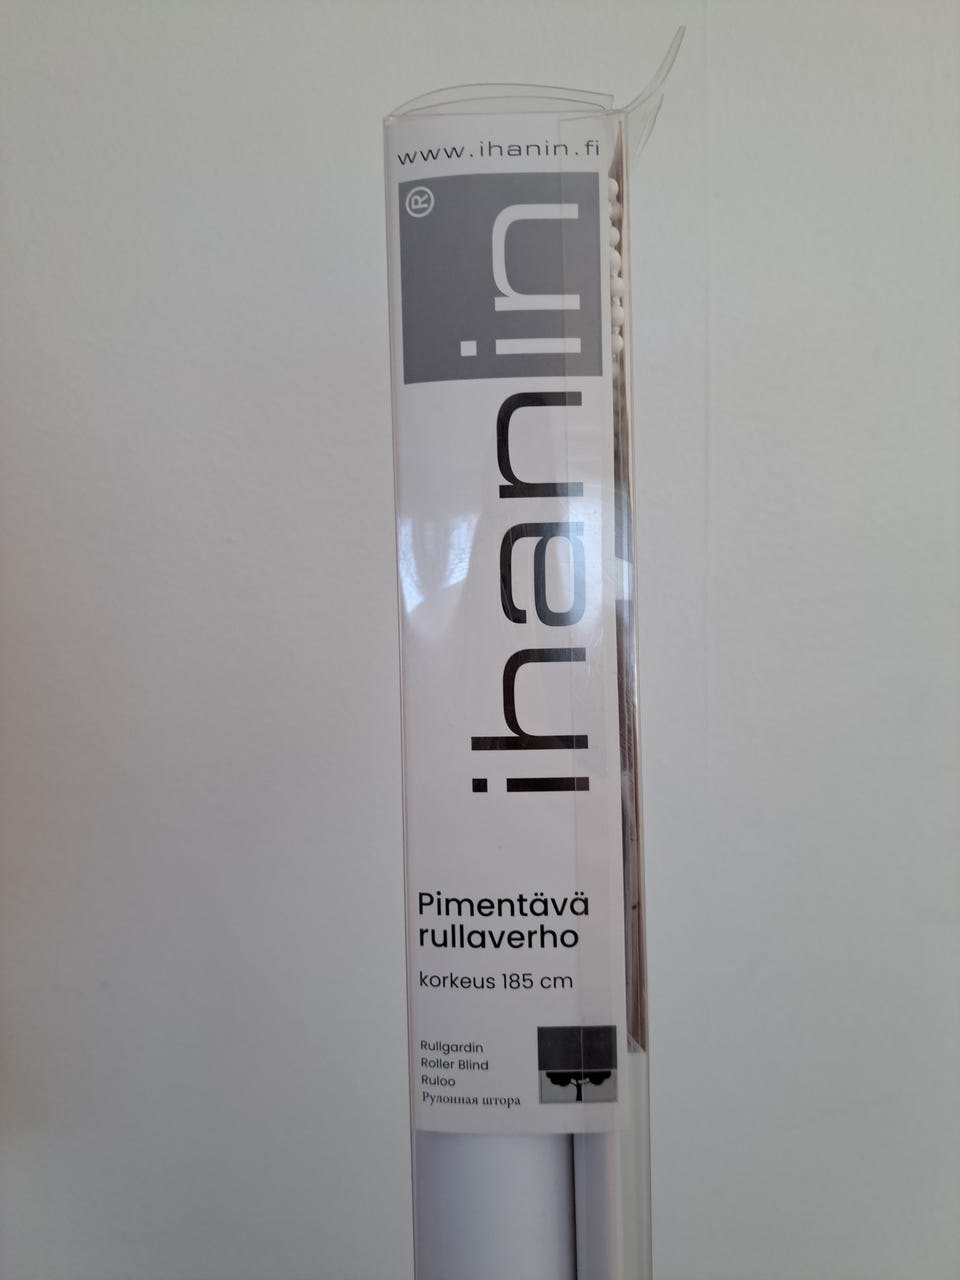 www.ihanin.fi
ihanin®
Pimentävä
rullaverho
korkeus 185 cm
Rullgardin
Roller Blind
Ruloo
Рулонная штора